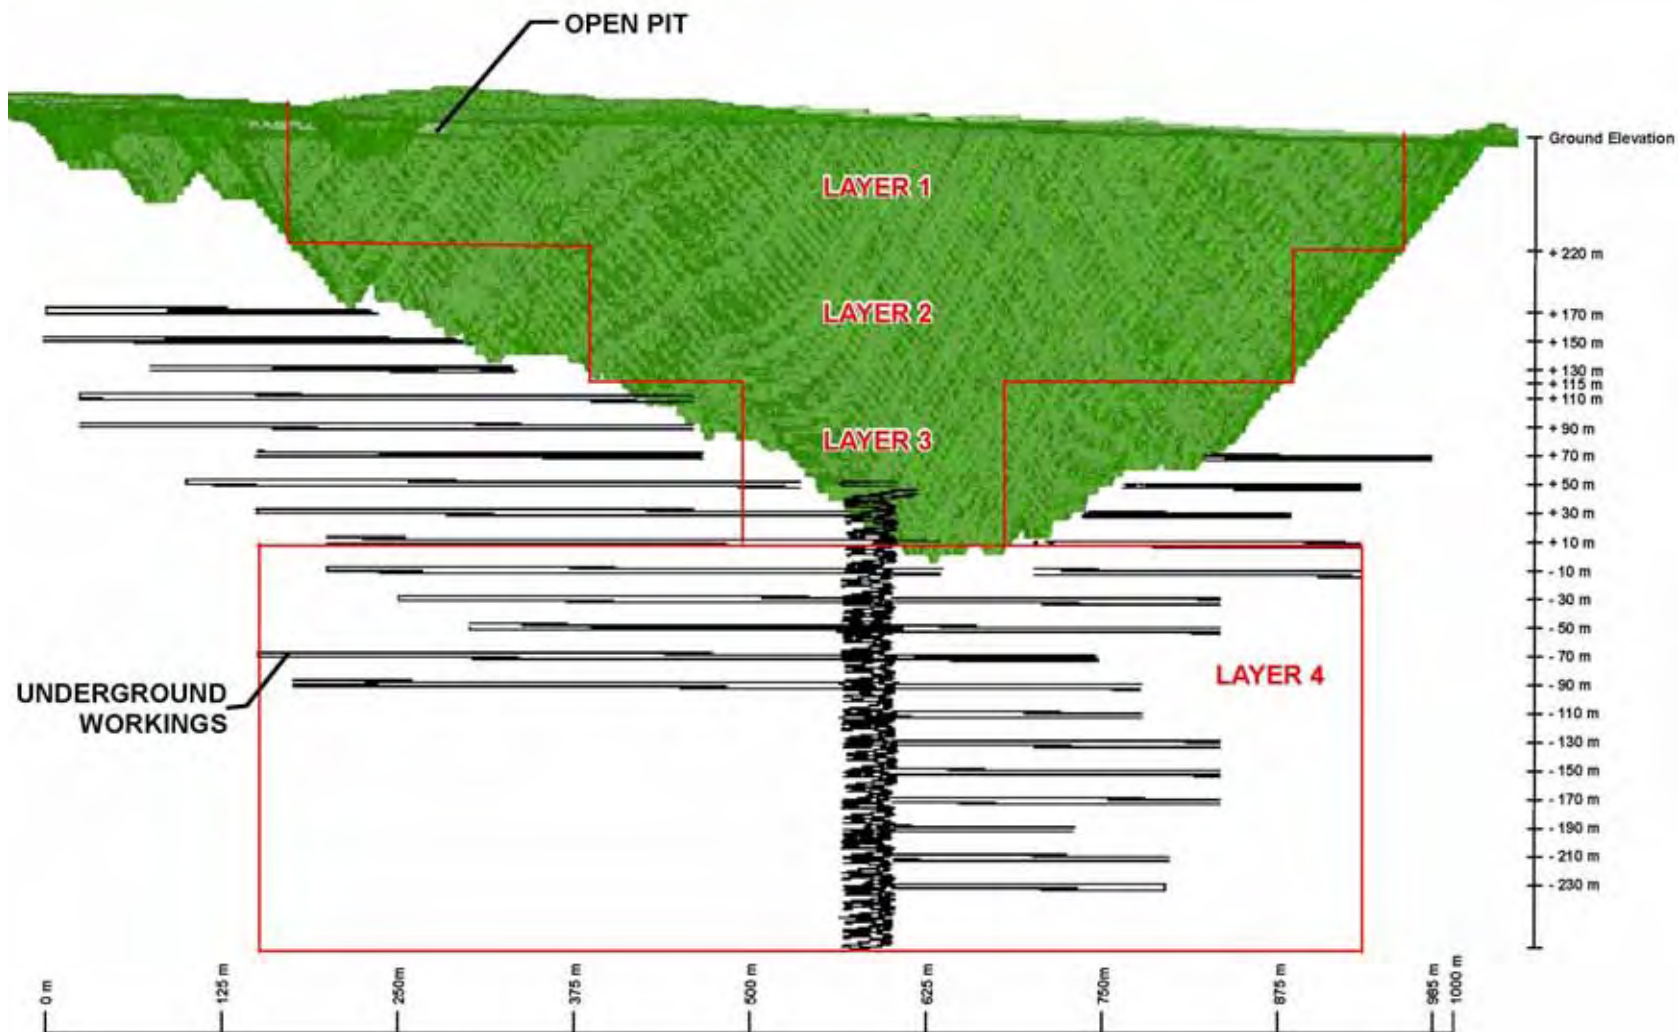 OPEN PIT
Ground Elevation
LAYER 1
+ 220 m
LAYER 2
+ 170 m
+ 150 m
+ 130 m
+ 115 m
+ 110 m
+ 90 m
LAYER 3
+ 70 m
+ 50 m
+ 30 m
+ 10 m
- 10 m
- 30 m
- 50 m
- 70 m
LAYER 4
UNDERGROUND
WORKINGS
- 90 m
- 110 m
- 130 m
- 150 m
- 170 m
- 190 m
- 210 m
- 230 m
0 m
125 m
250m
375 m
500 m
625 m
750m
875 m
985 m
1000 m